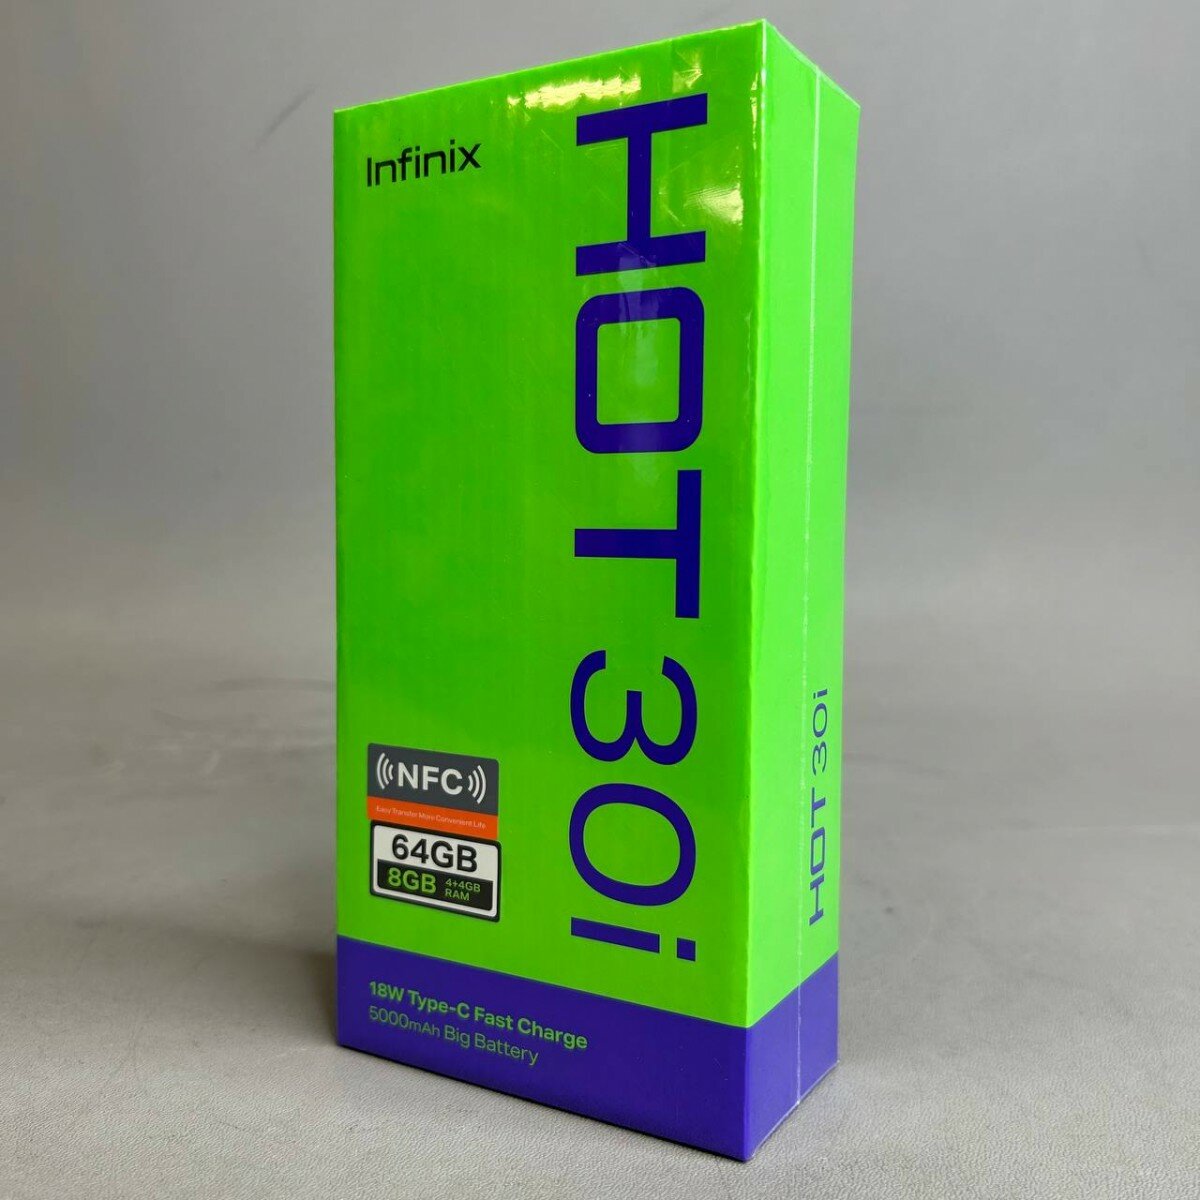 Infinix
HOT 30i
NFC
Easy Transfer More Convenient Life
64GB
8GB 4+4GB
RAM
18W Type-C Fast Charge
5000mAh Big Battery
HOT 30i